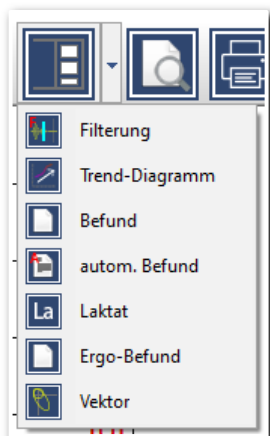 Filterung
Trend-Diagramm
Befund
A
autom. Befund
La
Laktat
Ergo-Befund
Vektor